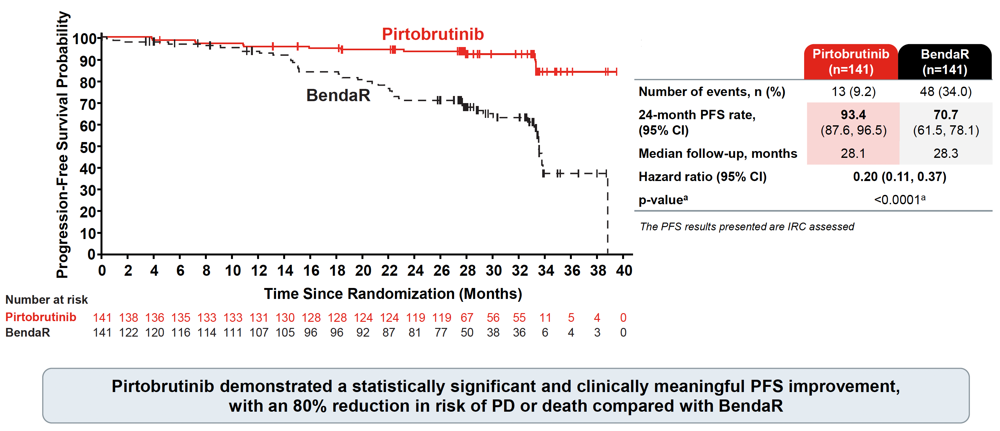 Progression-Free Survival Probability
100
90
80
70
60
50
40
30
20
10
0
Pirtobrutinib
BendaR
0 2 4 6 8 10 12 14 16 18 20 22 24 26 28 30 32 34 36 38 40
Time Since Randomization (Months)
Number at risk
Pirtobrutinib 141 138 136 135 133 133 131 130 128 128 124 124 119 119 67 56 55 11 5 4 0
BendaR 141 122 120 116 114 111 107 105 96 96 92 87 81 77 50 38 36 6 4 3 0
Pirtobrutinib BendaR
(n=141) (n=141)
Number of events, n (%) 13 (9.2) 48 (34.0)
24-month PFS rate, 93.4 70.7
(95% CI) (87.6, 96.5) (61.5, 78.1)
Median follow-up, months 28.1 28.3
Hazard ratio (95% CI) 0.20 (0.11, 0.37)
p-valueᵃ <0.0001ᵃ
The PFS results presented are IRC assessed
Pirtobrutinib demonstrated a statistically significant and clinically meaningful PFS improvement,
with an 80% reduction in risk of PD or death compared with BendaR